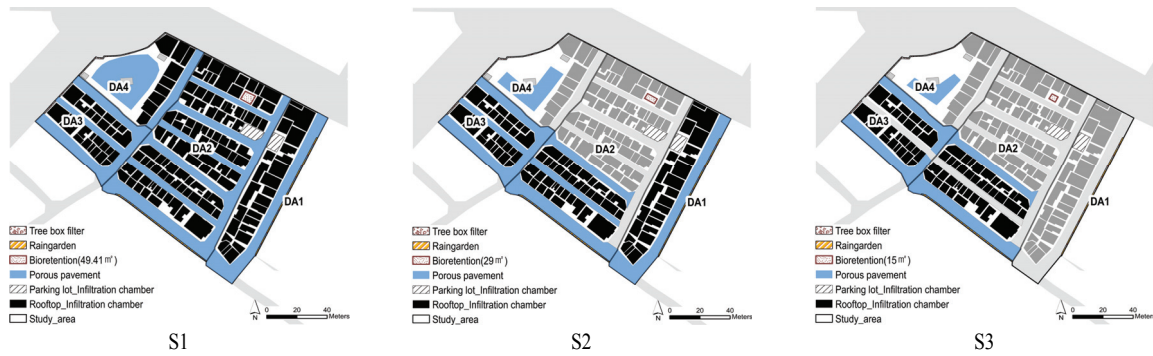 DA4
DA3
DA2
DA1
Tree box filter
Raingarden
Bioretention(49.41㎡)
Porous pavement
Parking lot_Infiltration chamber
Rooftop_Infiltration chamber
Study_area
N
0 20 40
Meters
S1
DA4
DA3
DA2
DA1
Tree box filter
Raingarden
Bioretention(29㎡)
Porous pavement
Parking lot_Infiltration chamber
Rooftop_Infiltration chamber
Study_area
N
0 20 40
Meters
S2
DA4
DA3
DA2
DA1
Tree box filter
Raingarden
Bioretention(15㎡)
Porous pavement
Parking lot_Infiltration chamber
Rooftop_Infiltration chamber
Study_area
N
0 20 40
Meters
S3